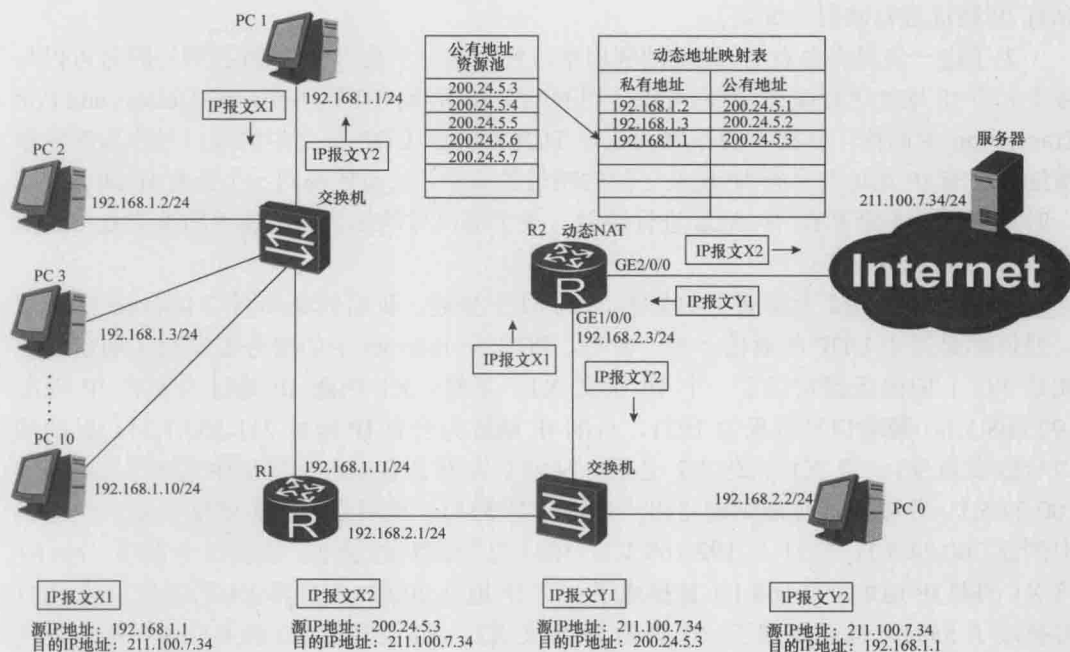 PC 1
192.168.1.1/24
IP报文X1
IP报文Y2
PC 2
192.168.1.2/24
交换机
PC 3
192.168.1.3/24
PC 10
192.168.1.10/24
R1
192.168.1.11/24
R
192.168.2.1/24
公有地址
资源池
200.24.5.3
200.24.5.4
200.24.5.5
200.24.5.6
200.24.5.7
动态地址映射表
私有地址 公有地址
192.168.1.2 200.24.5.1
192.168.1.3 200.24.5.2
192.168.1.1 200.24.5.3
服务器
211.100.7.34/24
R2 动态NAT
R
GE2/0/0
IP报文X2
Internet
IP报文Y1
GE1/0/0
192.168.2.3/24
IP报文X1
IP报文Y2
交换机
192.168.2.2/24
PC 0
IP报文X1
源IP地址：192.168.1.1
目的IP地址：211.100.7.34
IP报文X2
源IP地址：200.24.5.3
目的IP地址：211.100.7.34
IP报文Y1
源IP地址：211.100.7.34
目的IP地址：200.24.5.3
IP报文Y2
源IP地址：211.100.7.34
目的IP地址：192.168.1.1